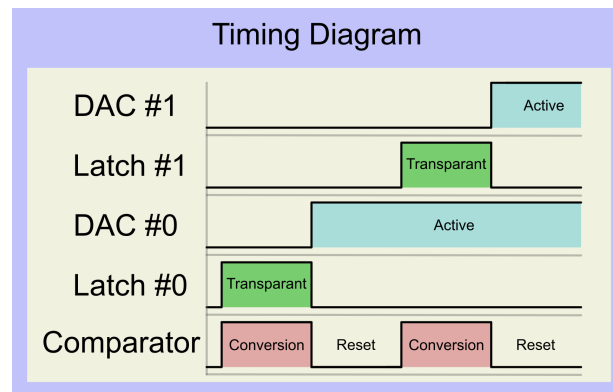 Timing Diagram
DAC #1
Active
Latch #1
Transparant
DAC #0
Active
Latch #0
Transparant
Comparator
Conversion
Reset
Conversion
Reset